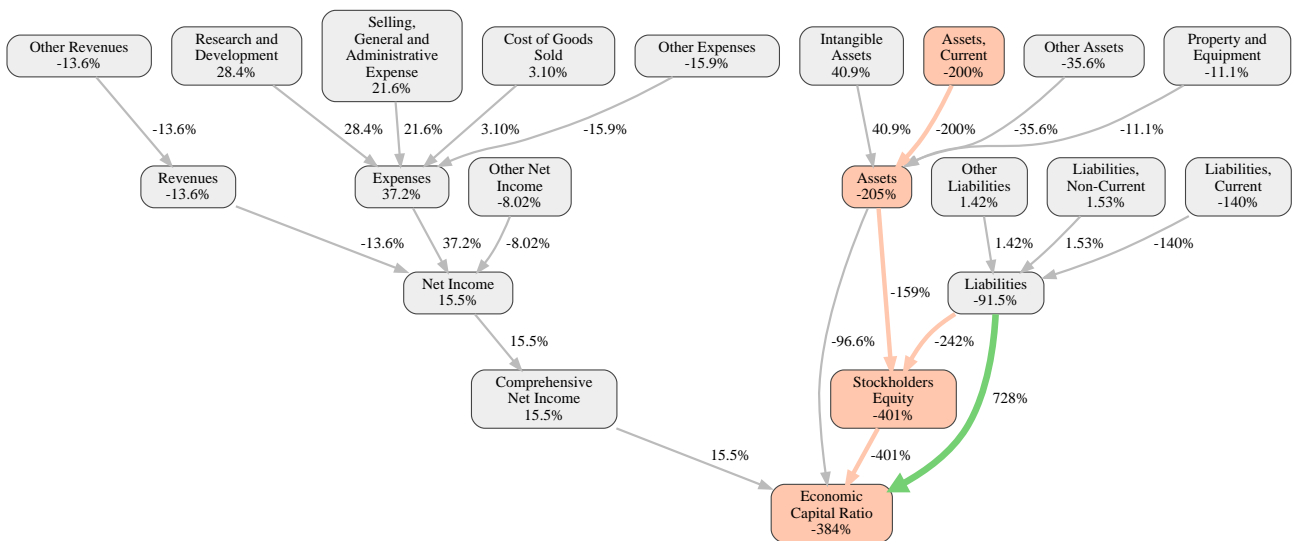 Other Revenues
-13.6%
Research and
Development
28.4%
Selling,
General and
Administrative
Expense
21.6%
Cost of Goods
Sold
3.10%
Other Expenses
-15.9%
Intangible
Assets
40.9%
Assets,
Current
-200%
Other Assets
-35.6%
Property and
Equipment
-11.1%
-13.6%
28.4%
21.6%
3.10%
-15.9%
40.9%
-200%
-35.6%
-11.1%
Revenues
-13.6%
Expenses
37.2%
Other Net
Income
-8.02%
Assets
-205%
Other
Liabilities
1.42%
Liabilities,
Non-Current
1.53%
Liabilities,
Current
-140%
-13.6%
37.2%
-8.02%
1.42%
1.53%
-140%
Net Income
15.5%
Liabilities
-91.5%
-159%
15.5%
-96.6%
-242%
Comprehensive
Net Income
15.5%
Stockholders
Equity
-401%
728%
15.5%
-401%
Economic
Capital Ratio
-384%